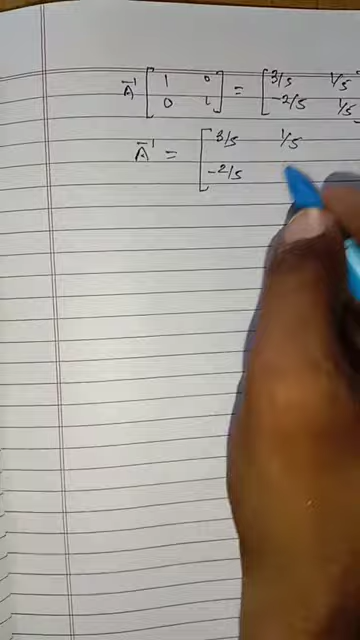 A⁻¹ [ 1 0 ] = [ 3/5 1/5
0 1 -2/5 1/5 ]
A⁻¹ = [ 3/5 1/5
-2/5